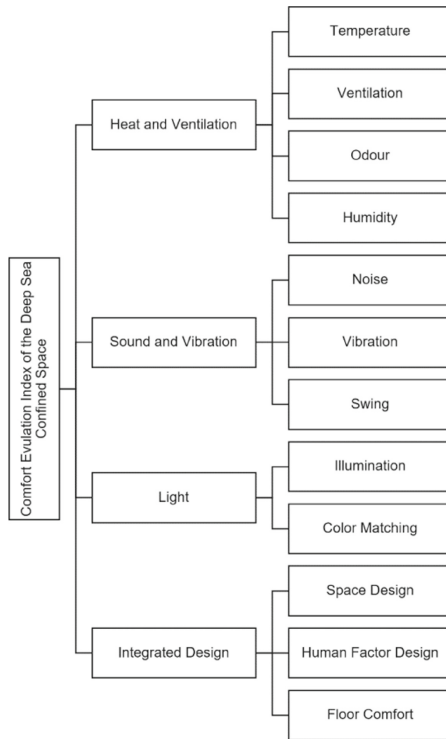 Comfort Evulation Index of the Deep Sea
Confined Space
Heat and Ventilation
Temperature
Ventilation
Odour
Humidity
Sound and Vibration
Noise
Vibration
Swing
Light
Illumination
Color Matching
Integrated Design
Space Design
Human Factor Design
Floor Comfort